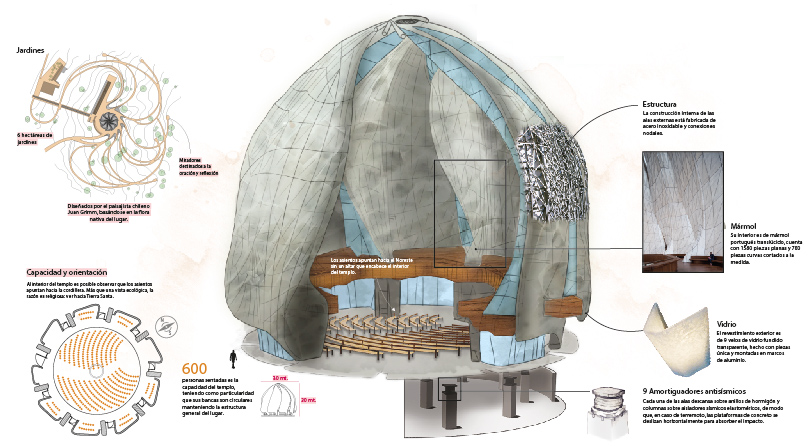 Jardines
6 hectáreas de
jardines
Miradores
destinados a la
oración y reflexión
Diseñados por el paisajista chileno
Juan Grimm, basándose en la flora
nativa del lugar.
Capacidad y orientación
Al interior del templo es posible observar que los asientos
apuntan hacia la cordillera. Más que una vista ecológica, la
razón es religiosa: ver hacia Tierra Santa.
600
personas sentadas es la
capacidad del templo,
teniendo como particularidad
que sus bancas son circulares
manteniendo la estructura
general del lugar.
30 mt.
30 mt.
Los asientos apuntan hacia el Noreste
sin en altar que encabece el interior
del templo.
Estructura
La construcción interna de las
alas externas está fabricada de
acero inoxidable y conexiones
nodales.
Mármol
Su interior es de mármol
portugués translúcido, cuenta
con 1580 piezas planas y 780
piezas curvas cortados a la
medida.
Vidrio
El revestimiento exterior es
de 9 velos de vidrio fundido
transparente, hecho con piezas
única y montadas en marcos
de aluminio.
9 Amortiguadores antisísmicos
Cada una de las alas descansa sobre anillos de hormigón y
columnas sobre aisladores sísmicos elastoméricos, de modo
que, en caso de terremoto, las plataformas de concreto se
deslizan horizontalmente para absorber el impacto.